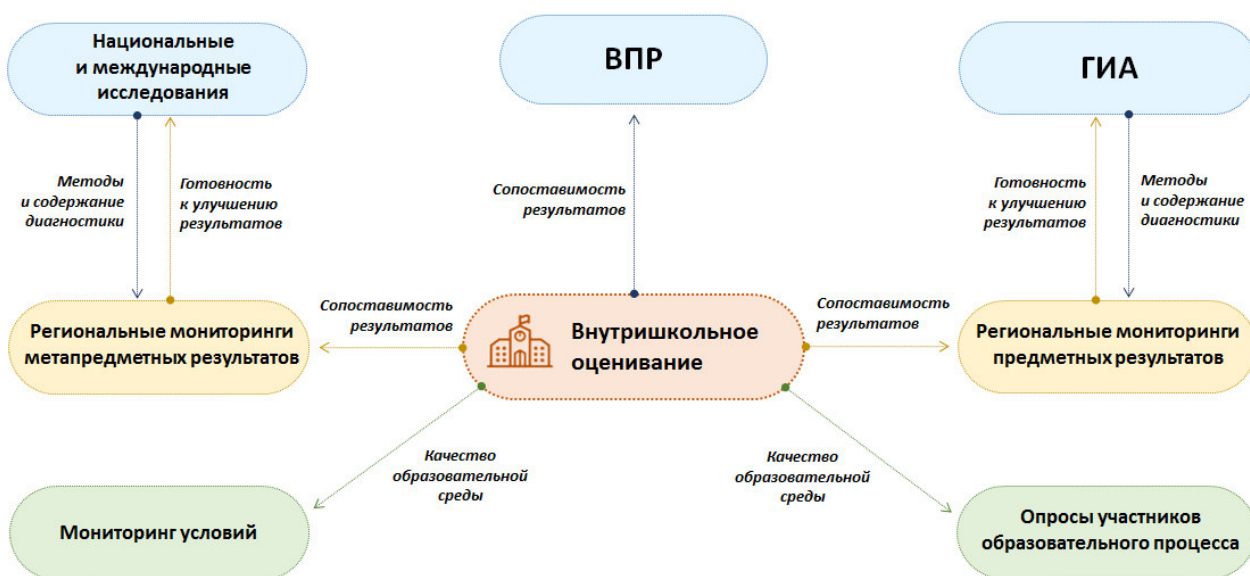 Национальные
и международные
исследования
ВПР
ГИА
Методы
и содержание
диагностики
Готовность
к улучшению
результатов
Сопоставимость
результатов
Готовность
к улучшению
результатов
Методы
и содержание
диагностики
Региональные мониторинги
метапредметных результатов
Сопоставимость
результатов
Внутришкольное
оценивание
Сопоставимость
результатов
Региональные мониторинги
предметных результатов
Качество
образовательной
среды
Качество
образовательной
среды
Мониторинг условий
Опросы участников
образовательного процесса